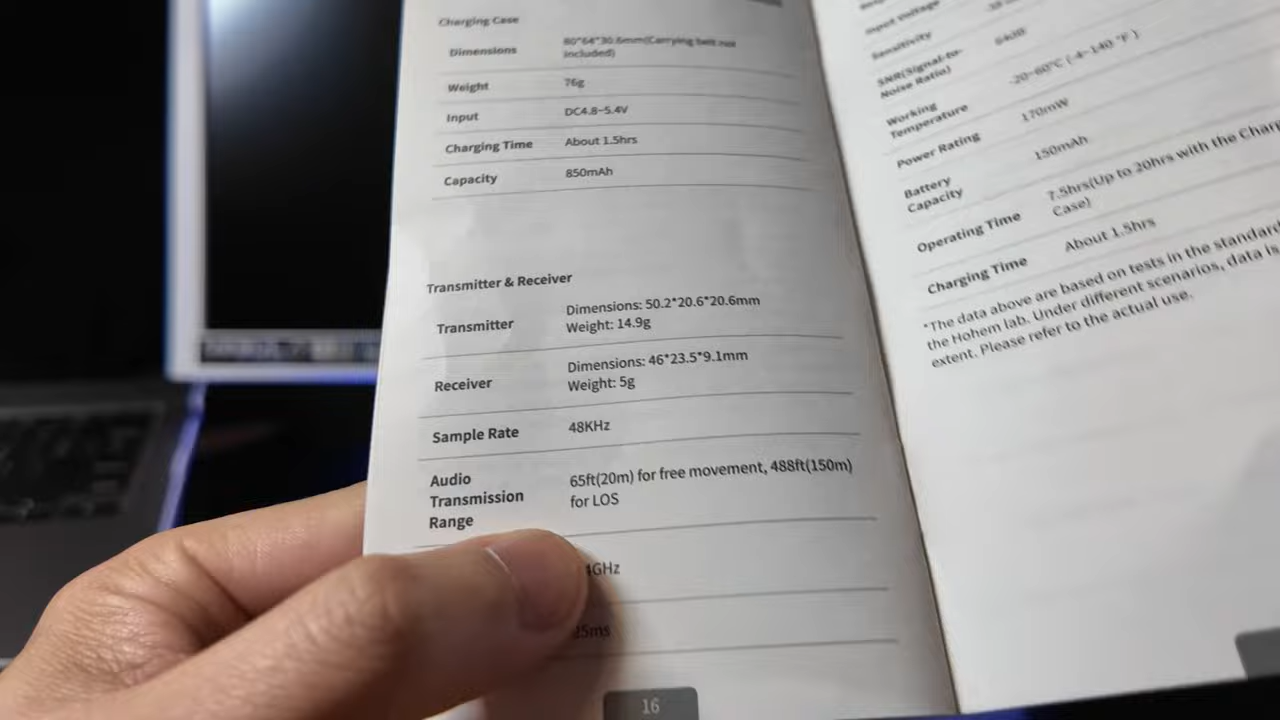 Charging Case
Dimensions
80*64*30.6mm(Carrying belt not
included)
Weight
76g
Input
DC4.8~5.4V
Charging Time
About 1.5hrs
Capacity
850mAh
Transmitter & Receiver
Transmitter
Dimensions: 50.2*20.6*20.6mm
Weight: 14.9g
Receiver
Dimensions: 46*23.5*9.1mm
Weight: 5g
Sample Rate
48KHz
Audio
Transmission
Range
65ft(20m) for free movement, 488ft(150m)
for LOS
4GHz
25ms
16
Input Voltage
Sensitivity
SNR(Signal-to-
Noise Ratio)
64dB
Working
Temperature
-20~60°C (-4~140 °F )
Power Rating
170mW
Battery
Capacity
150mAh
Operating Time
7.5hrs(Up to 20hrs with the
Case)
Charging Time
About 1.5hrs
*The data above are based on tests in the standard
the Hohem lab. Under different scenarios, data is
extent. Please refer to the actual use.